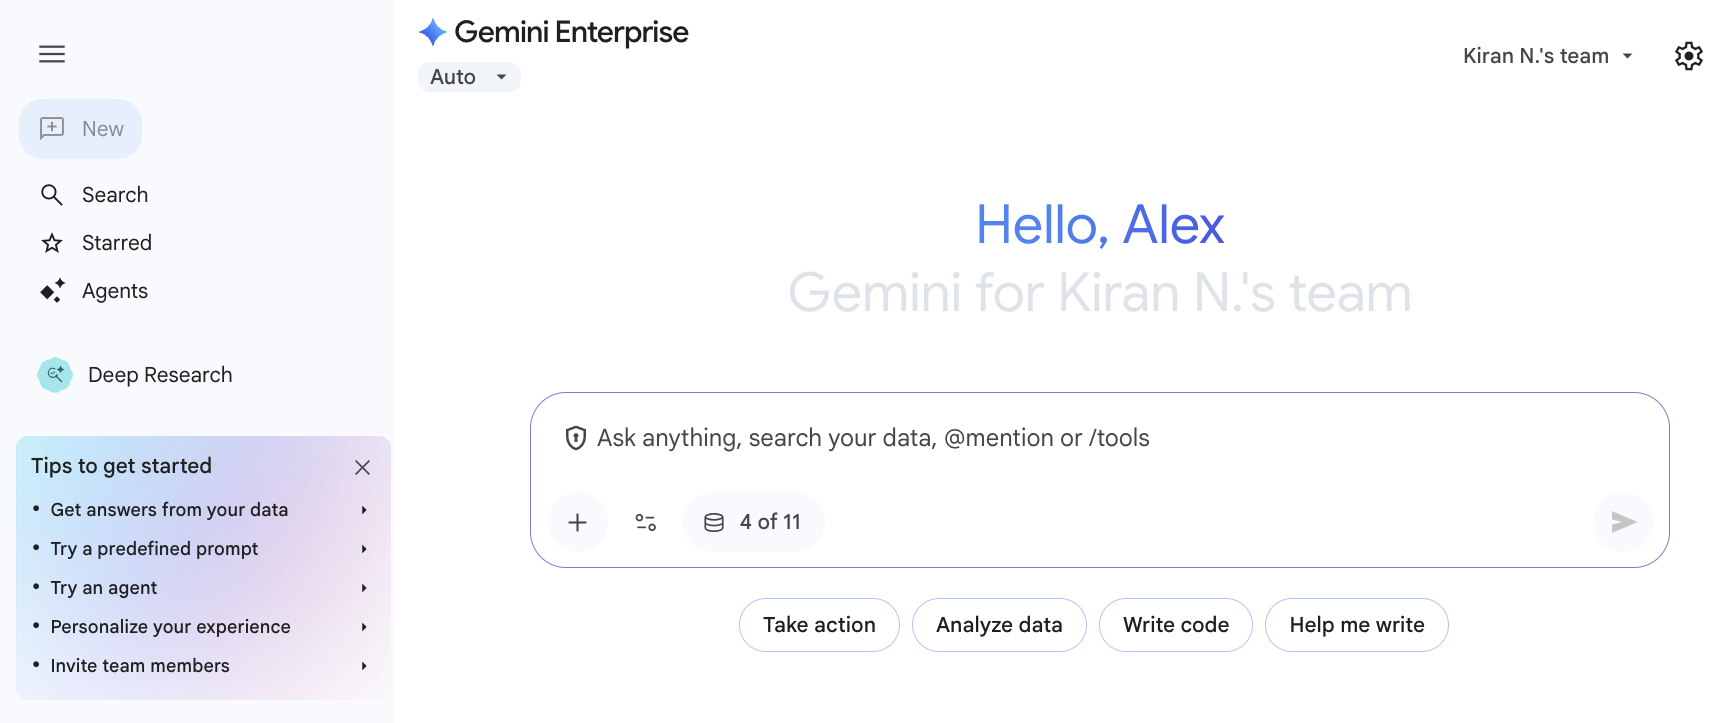 Gemini Enterprise
Auto
Kiran N.'s team
New
Search
Starred
Agents
Deep Research
Tips to get started
• Get answers from your data
• Try a predefined prompt
• Try an agent
• Personalize your experience
• Invite team members
Hello, Alex
Gemini for Kiran N.'s team
Ask anything, search your data, @mention or /tools
4 of 11
Take action
Analyze data
Write code
Help me write